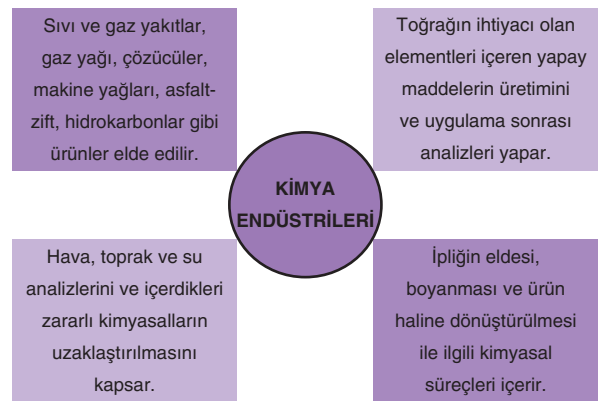 Sıvı ve gaz yakıtlar,
gaz yağı, çözücüler,
makine yağları, asfalt-
zift, hidrokarbonlar gibi
ürünler elde edilir.
Toğrağın ihtiyacı olan
elementleri içeren yapay
maddelerin üretimini
ve uygulama sonrası
analizleri yapar.
KİMYA
ENDÜSTRİLERİ
Hava, toprak ve su
analizlerini ve içerdikleri
zararlı kimyasalların
uzaklaştırılmasını
kapsar.
İpliğin eldesi,
boyanması ve ürün
haline dönüştürülmesi
ile ilgili kimyasal
süreçleri içerir.